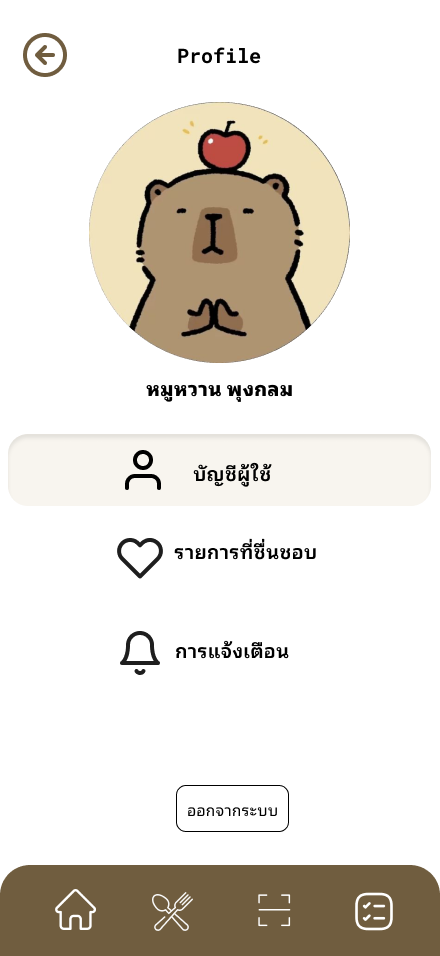 Profile
หมูหวาน พุงกลม
บัญชีผู้ใช้
รายการที่ชื่นชอบ
การแจ้งเตือน
ออกจากระบบ